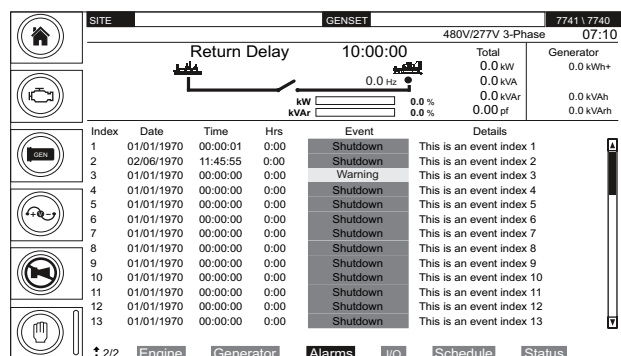 SITE GENSET 7741 \ 7740
480V/277V 3-Phase 07:10
Return Delay 10:00:00 Total Generator
0.0 kW 0.0 kWh+
0.0 Hz 0.0 kVA
0.0 kVAr 0.0 kVAh
kW 0.0 %
0.00 pf 0.0 kVArh
kVAr 0.0 %
Index Date Time Hrs Event Details
1 01/01/1970 00:00:01 0:00 Shutdown This is an event index 1
2 02/06/1970 11:45:55 0:00 Shutdown This is an event index 2
3 01/01/1970 00:00:00 0:00 Warning This is an event index 3
4 01/01/1970 00:00:00 0:00 Shutdown This is an event index 4
5 01/01/1970 00:00:00 0:00 Shutdown This is an event index 5
6 01/01/1970 00:00:00 0:00 Shutdown This is an event index 6
7 01/01/1970 00:00:00 0:00 Shutdown This is an event index 7
8 01/01/1970 00:00:00 0:00 Shutdown This is an event index 8
9 01/01/1970 00:00:00 0:00 Shutdown This is an event index 9
10 01/01/1970 00:00:00 0:00 Shutdown This is an event index 10
11 01/01/1970 00:00:00 0:00 Shutdown This is an event index 11
12 01/01/1970 00:00:00 0:00 Shutdown This is an event index 12
13 01/01/1970 00:00:00 0:00 Shutdown This is an event index 13
2/2 Engine Generator Alarms I/O Schedule Status
GEN